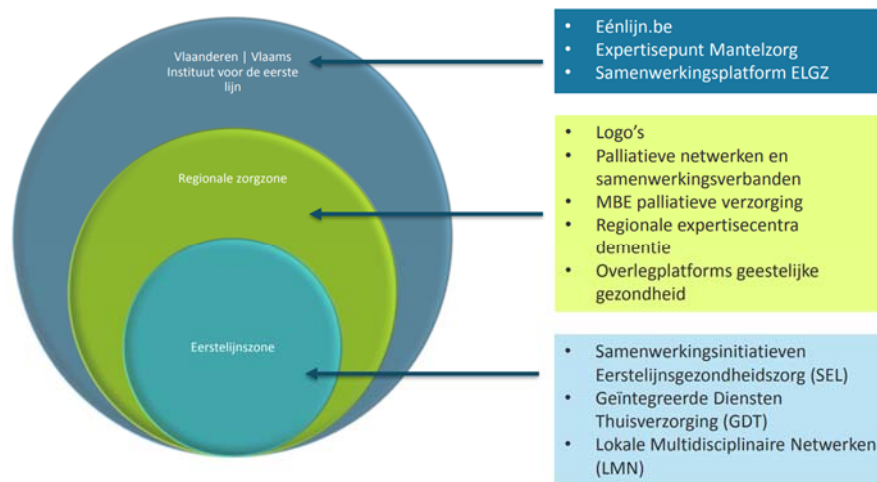 Vlaanderen | Vlaams
Instituut voor de eerste
lijn
Regionale zorgzone
Eerstelijnszone
• Eénlijn.be
• Expertisepunt Mantelzorg
• Samenwerkingsplatform ELGZ
• Logo's
• Palliatieve netwerken en
samenwerkingsverbanden
• MBE palliatieve verzorging
• Regionale expertisecentra
dementie
• Overlegplatforms geestelijke
gezondheid
• Samenwerkingsinitiatieven
Eerstelijnsgezondheidszorg (SEL)
• Geïntegreerde Diensten
Thuisverzorging (GDT)
• Lokale Multidisciplinaire Netwerken
(LMN)